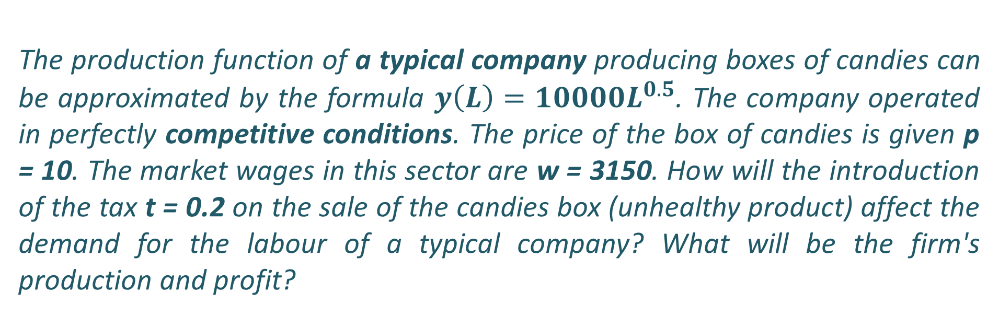 The production function of a typical company producing boxes of candies can
be approximated by the formula y(L) = 10000L^0.5. The company operated
in perfectly competitive conditions. The price of the box of candies is given p
= 10. The market wages in this sector are w = 3150. How will the introduction
of the tax t = 0.2 on the sale of the candies box (unhealthy product) affect the
demand for the labour of a typical company? What will be the firm's
production and profit?